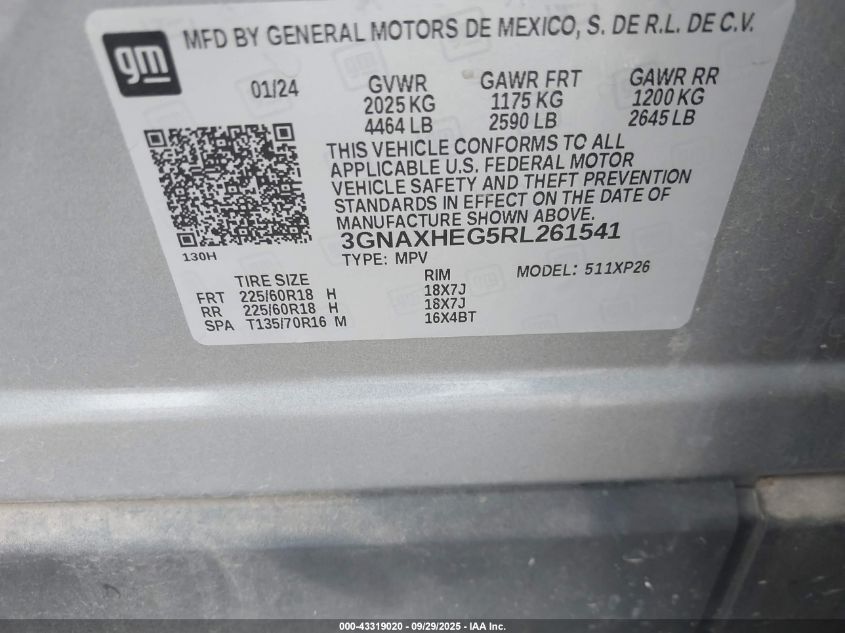 gm
MFD BY GENERAL MOTORS DE MEXICO, S. DE R.L. DE C.V.
01/24 GVWR GAWR FRT GAWR RR
2025 KG 1175 KG 1200 KG
4464 LB 2590 LB 2645 LB
THIS VEHICLE CONFORMS TO ALL
APPLICABLE U.S. FEDERAL MOTOR
VEHICLE SAFETY AND THEFT PREVENTION
STANDARDS IN EFFECT ON THE DATE OF
MANUFACTURE SHOWN ABOVE.
3GNAXHEG5RL261541
130H
TYPE: MPV MODEL: 511XP26
TIRE SIZE RIM
FRT 225/60R18 H 18X7J
RR 225/60R18 H 18X7J
SPA T135/70R16 M 16X4BT
000-43319020 - 09/29/2025 - IAA Inc.